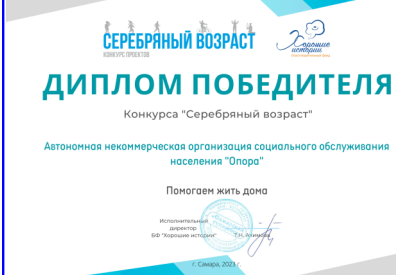 СЕРЕБРЯНЫЙ ВОЗРАСТ
КОНКУРС ПРОЕКТОВ
Хорошие
истории
ДИПЛОМ ПОБЕДИТЕЛЯ
Конкурса "Серебряный возраст"
Автономная некоммерческая организация социального обслуживания
населения "Опора"
Помогаем жить дома
Исполнительный
директор
БФ "Хорошие истории"
Т.Н. Акимова
г. Самара, 2023 г.